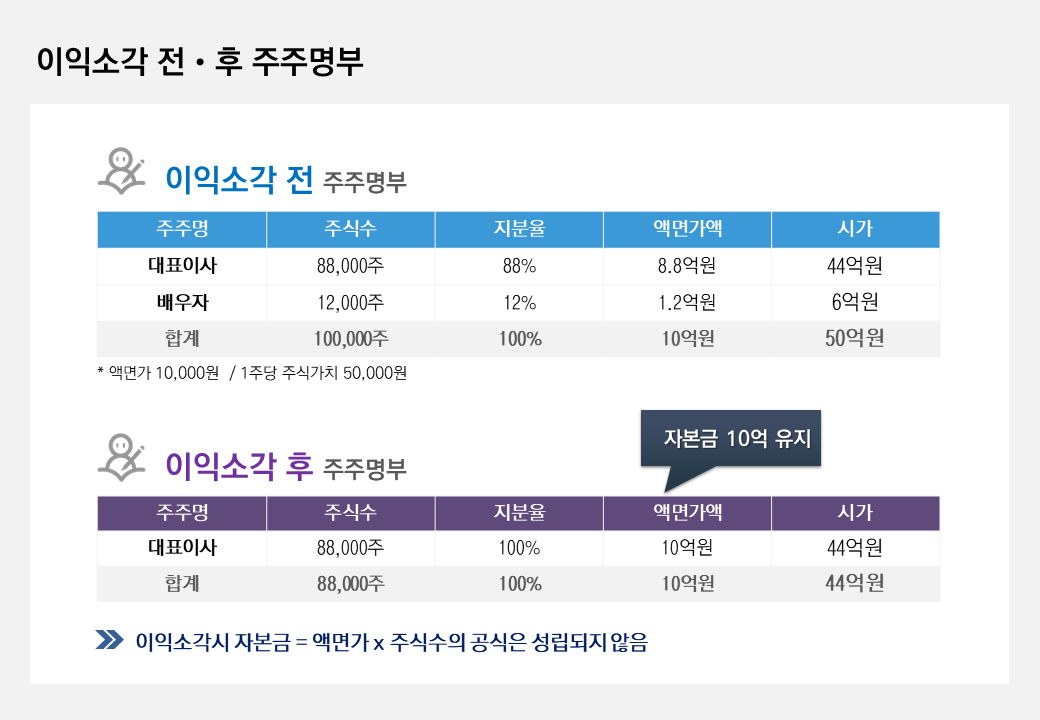 이익소각 전 • 후 주주명부
이익소각 전 주주명부
주주명 주식수 지분율 액면가액 시가
대표이사 88,000주 88% 8.8억원 44억원
배우자 12,000주 12% 1.2억원 6억원
합계 100,000주 100% 10억원 50억원
* 액면가 10,000원 / 1주당 주식가치 50,000원
자본금 10억 유지
이익소각 후 주주명부
주주명 주식수 지분율 액면가액 시가
대표이사 88,000주 100% 10억원 44억원
합계 88,000주 100% 10억원 44억원
이익소각시 자본금 = 액면가 x 주식수의 공식은 성립되지 않음